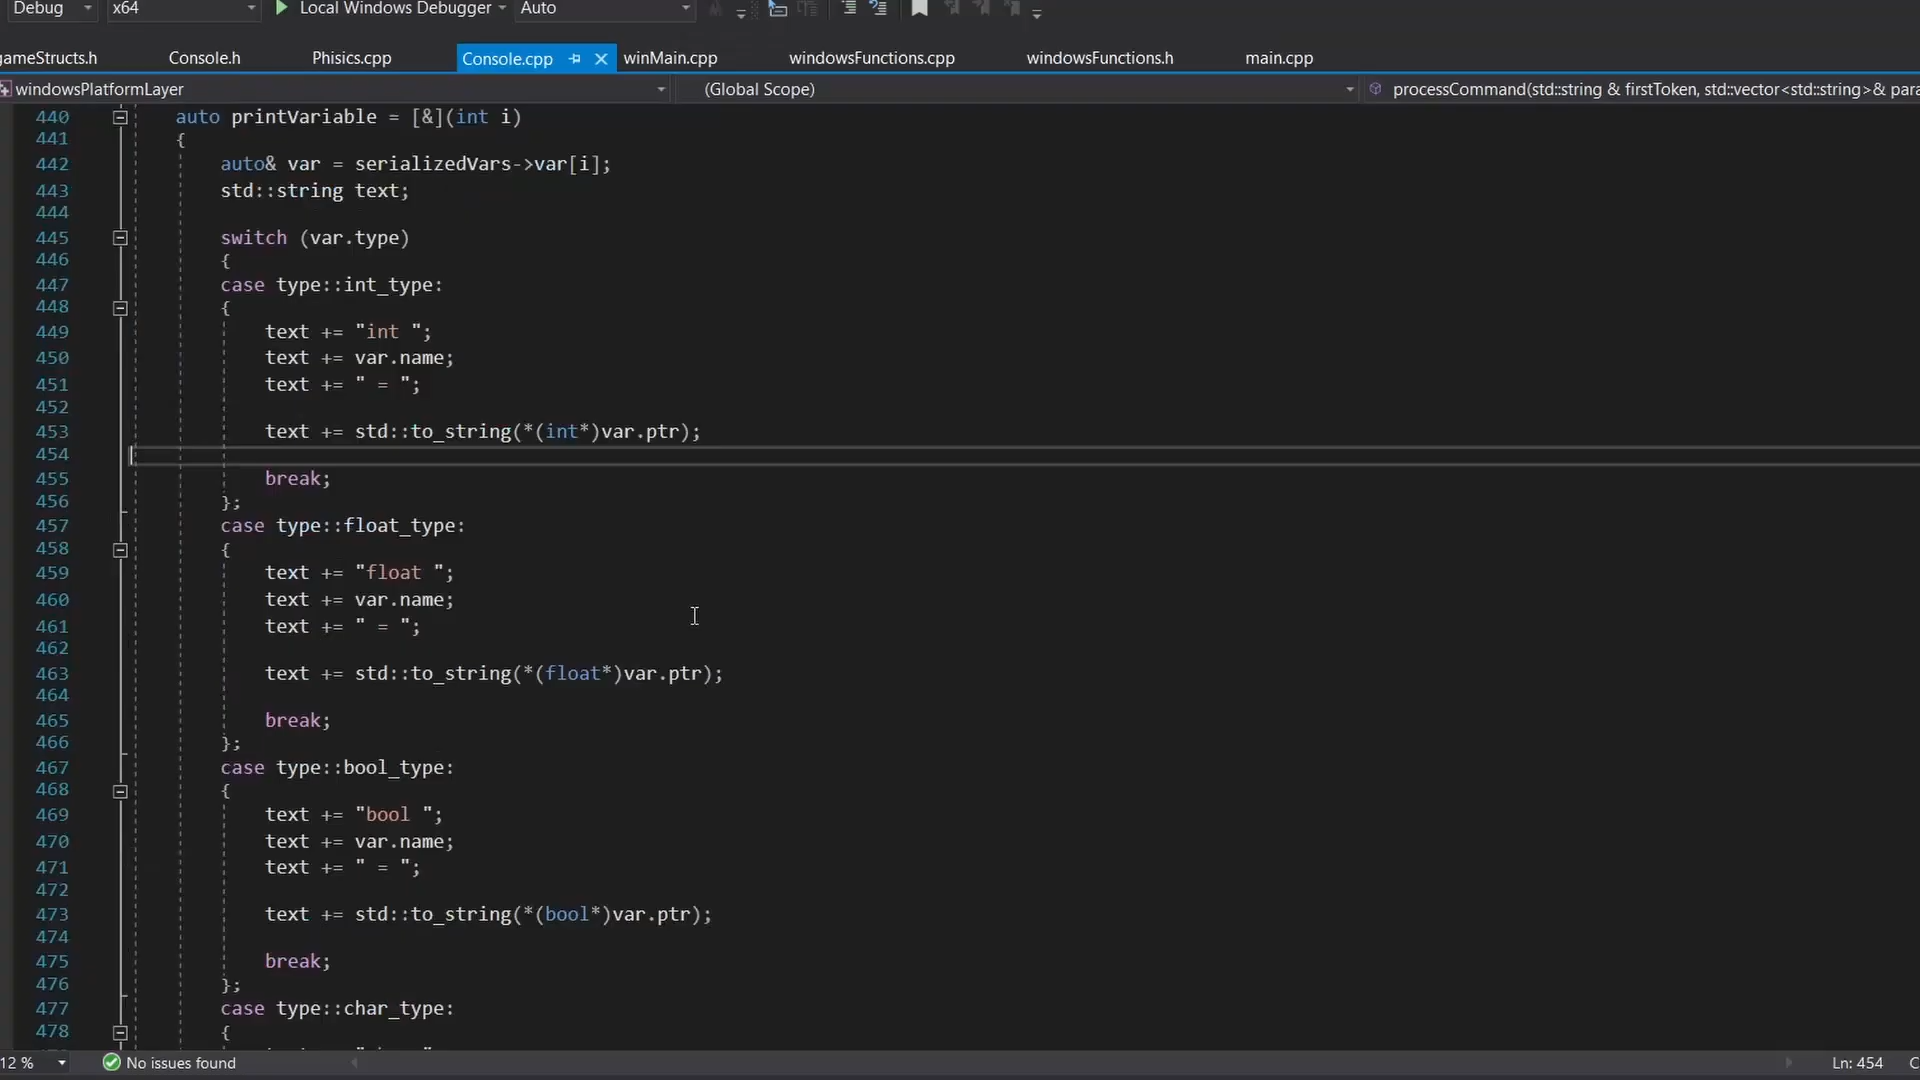 Debug x64 Local Windows Debugger Auto
gameStructs.h Console.h Phisics.cpp Console.cpp winMain.cpp windowsFunctions.cpp windowsFunctions.h main.cpp
windowsPlatformLayer (Global Scope) processCommand(std::string & firstToken, std::vector<std::string>& para
440 auto printVariable = [&](int i)
441 {
442 auto& var = serializedVars->var[i];
443 std::string text;
444
445 switch (var.type)
446 {
447 case type::int_type:
448 {
449 text += "int ";
450 text += var.name;
451 text += " = ";
452
453 text += std::to_string(*(int*)var.ptr);
454
455 break;
456 };
457 case type::float_type:
458 {
459 text += "float ";
460 text += var.name;
461 text += " = ";
462
463 text += std::to_string(*(float*)var.ptr);
464
465 break;
466 };
467 case type::bool_type:
468 {
469 text += "bool ";
470 text += var.name;
471 text += " = ";
472
473 text += std::to_string(*(bool*)var.ptr);
474
475 break;
476 };
477 case type::char_type:
478 {
12 % No issues found Ln: 454 C